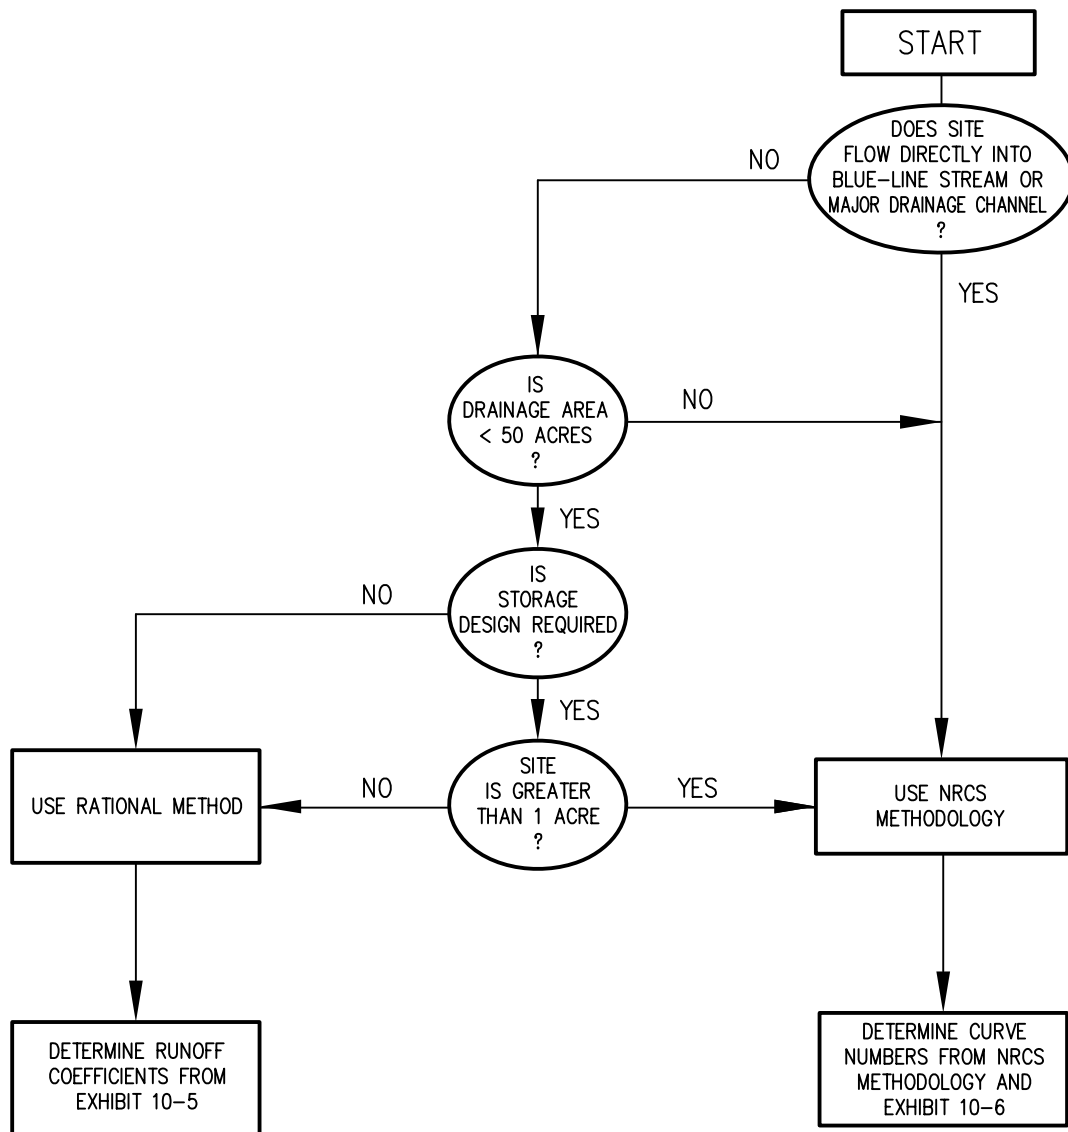 START
DOES SITE
FLOW DIRECTLY INTO
BLUE-LINE STREAM OR
MAJOR DRAINAGE CHANNEL
?
NO
YES
IS
DRAINAGE AREA
< 50 ACRES
?
NO
YES
IS
STORAGE
DESIGN REQUIRED
?
NO
YES
SITE
IS GREATER
THAN 1 ACRE
?
NO
YES
USE RATIONAL METHOD
USE NRCS
METHODOLOGY
DETERMINE RUNOFF
COEFFICIENTS FROM
EXHIBIT 10-5
DETERMINE CURVE
NUMBERS FROM NRCS
METHODOLOGY AND
EXHIBIT 10-6